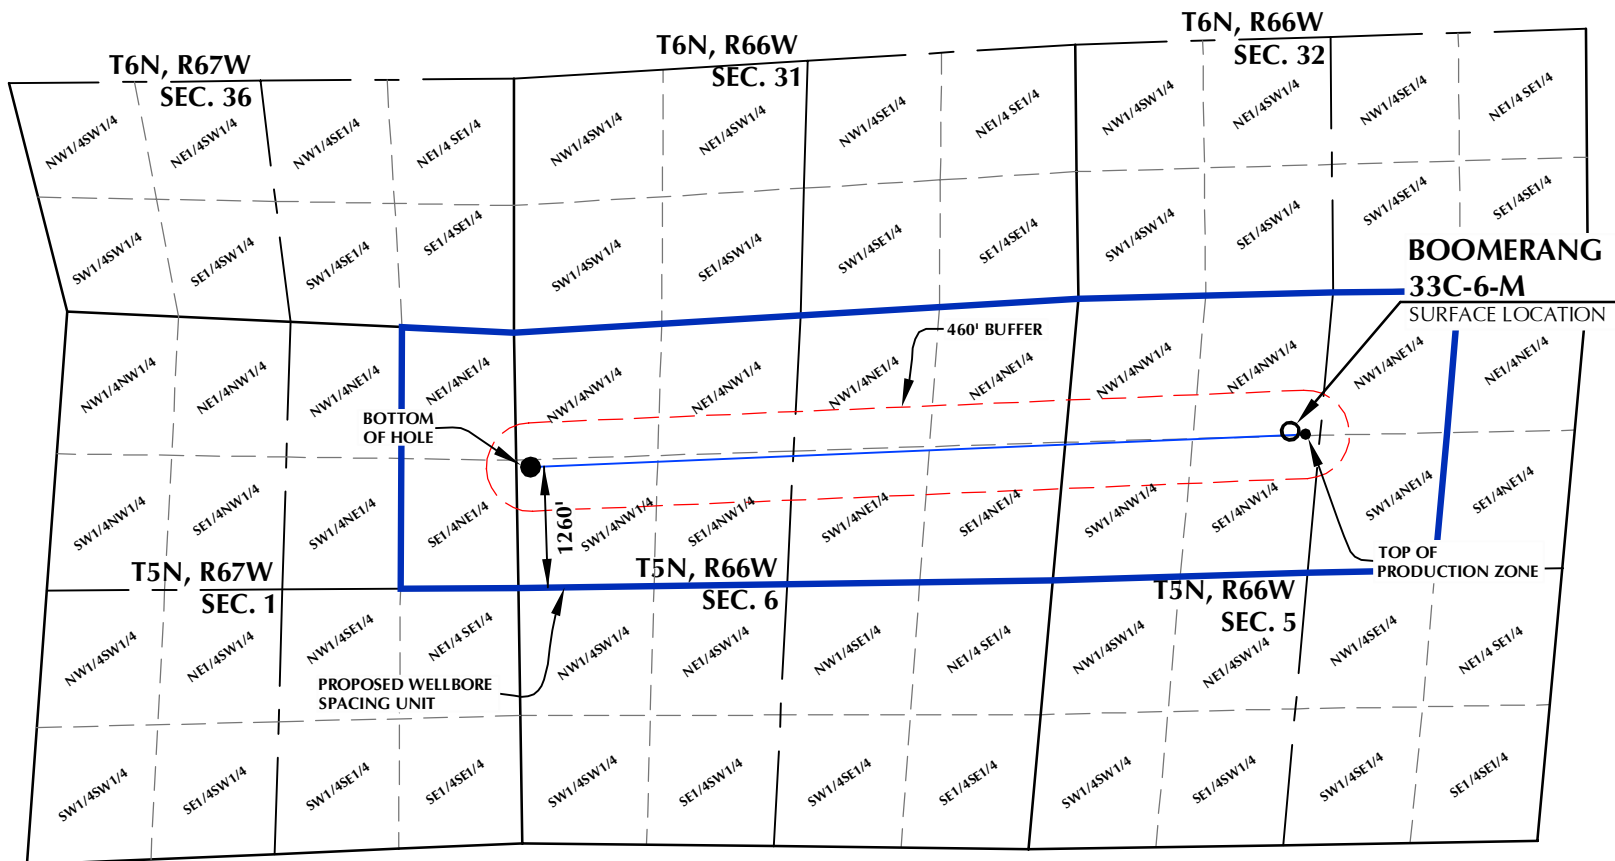 T6N, R67W
SEC. 36
T6N, R66W
SEC. 31
T6N, R66W
SEC. 32
NW1/4SW1/4
NE1/4SW1/4
NW1/4SE1/4
NE1/4 SE1/4
NW1/4SW1/4
NE1/4SW1/4
NW1/4SE1/4
NE1/4 SE1/4
NW1/4SW1/4
NE1/4SW1/4
NW1/4SE1/4
NE1/4 SE1/4
SW1/4SW1/4
SE1/4SW1/4
SW1/4SE1/4
SE1/4SE1/4
SW1/4SW1/4
SE1/4SW1/4
SW1/4SE1/4
SE1/4SE1/4
SW1/4SW1/4
SE1/4SW1/4
SW1/4SE1/4
SE1/4SE1/4
BOOMERANG
33C-6-M
SURFACE LOCATION
460' BUFFER
NW1/4NW1/4
NE1/4NW1/4
NW1/4NE1/4
NE1/4NE1/4
NW1/4NW1/4
NE1/4NW1/4
NW1/4NE1/4
NE1/4NE1/4
NW1/4NW1/4
NE1/4NW1/4
NW1/4NE1/4
NE1/4NE1/4
BOTTOM
OF HOLE
SW1/4NW1/4
SE1/4NW1/4
SW1/4NE1/4
SE1/4NE1/4
1260'
SW1/4NW1/4
SE1/4NW1/4
SW1/4NE1/4
SE1/4NE1/4
SW1/4NW1/4
SE1/4NW1/4
SW1/4NE1/4
SE1/4NE1/4
TOP OF
PRODUCTION ZONE
T5N, R67W
SEC. 1
T5N, R66W
SEC. 6
T5N, R66W
SEC. 5
NW1/4SW1/4
NE1/4SW1/4
NW1/4SE1/4
NE1/4 SE1/4
NW1/4SW1/4
NE1/4SW1/4
NW1/4SE1/4
NE1/4 SE1/4
NW1/4SW1/4
NE1/4SW1/4
NW1/4SE1/4
NE1/4 SE1/4
PROPOSED WELLBORE
SPACING UNIT
SW1/4SW1/4
SE1/4SW1/4
SW1/4SE1/4
SE1/4SE1/4
SW1/4SW1/4
SE1/4SW1/4
SW1/4SE1/4
SE1/4SE1/4
SW1/4SW1/4
SE1/4SW1/4
SW1/4SE1/4
SE1/4SE1/4